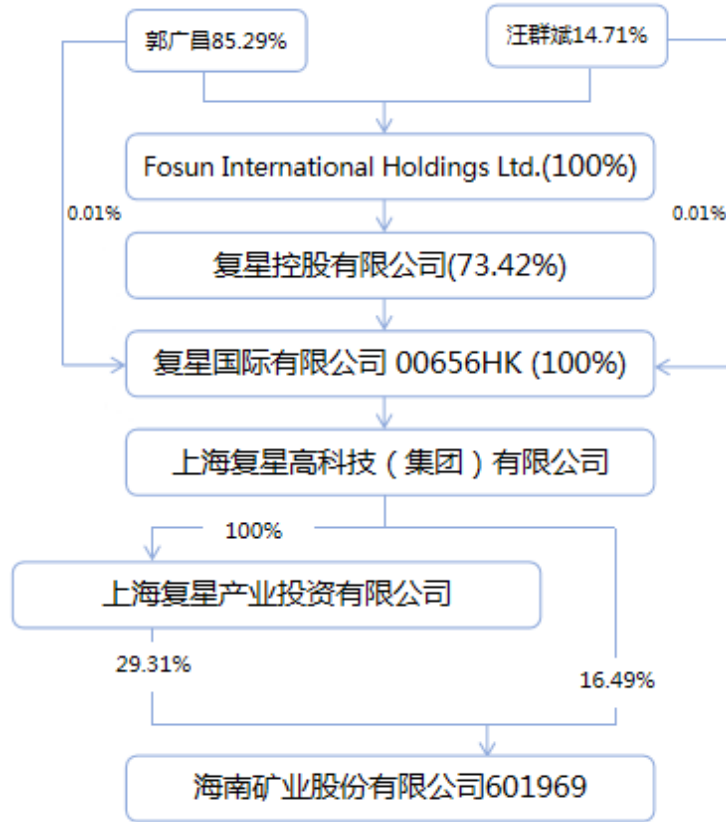 郭广昌85.29%
汪群斌14.71%
Fosun International Holdings Ltd.(100%)
0.01%
0.01%
复星控股有限公司(73.42%)
复星国际有限公司 00656HK (100%)
上海复星高科技（集团）有限公司
100%
上海复星产业投资有限公司
29.31%
16.49%
海南矿业股份有限公司601969